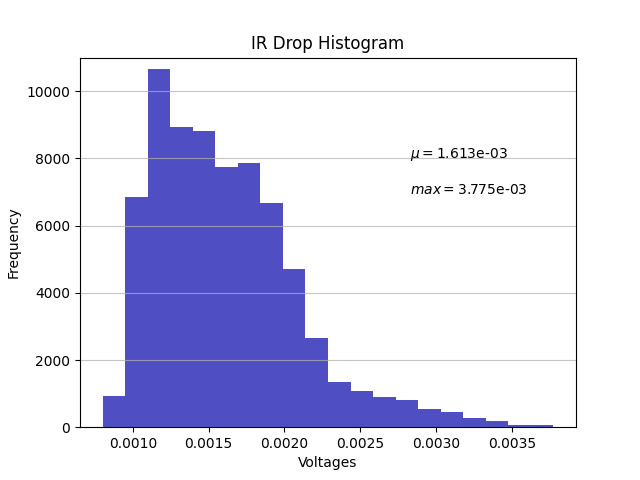 IR Drop Histogram
10000
8000
6000
4000
2000
0
Frequency
μ = 1.613e-03
max = 3.775e-03
0.0010 0.0015 0.0020 0.0025 0.0030 0.0035
Voltages